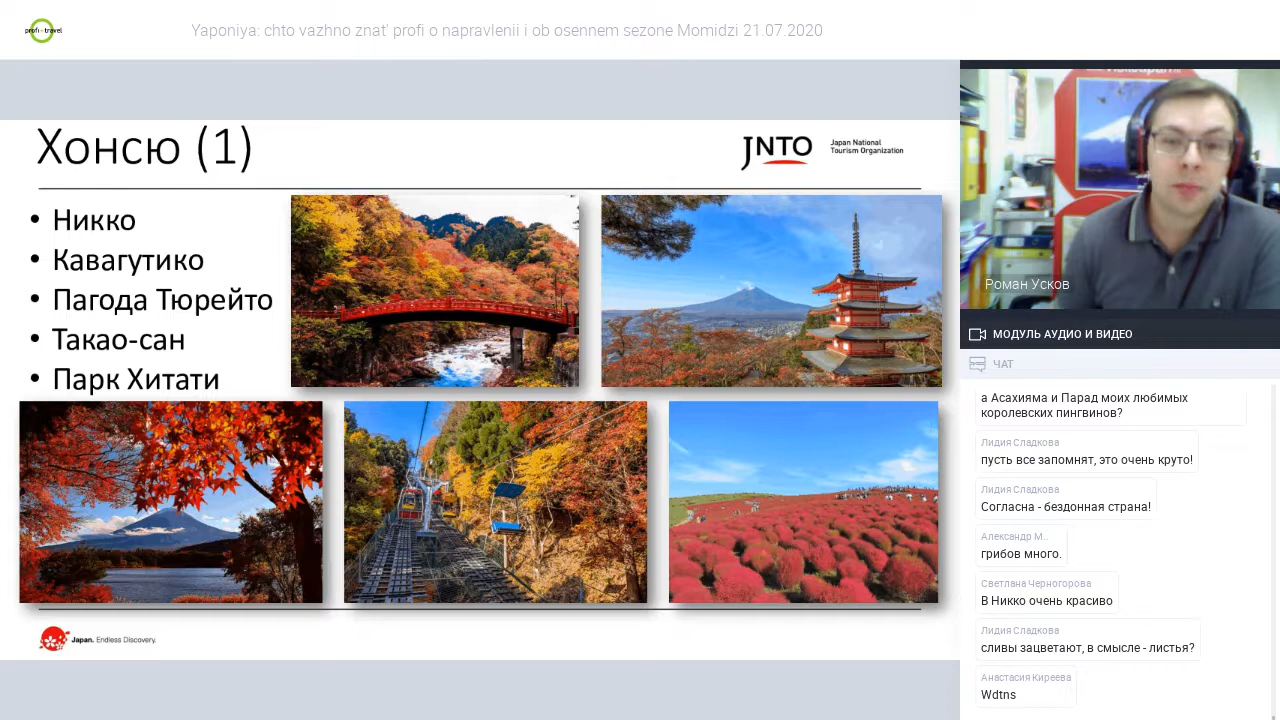 profi travel
Yaponiya: chto vazhno znat' profi o napravlenii i ob osennem sezone Momidzi 21.07.2020
Хонсю (1)
JNTO
Japan National
Tourism Organization
• Никко
• Кавагутико
• Пагода Тюрейто
• Такао-сан
• Парк Хитати
Japan. Endless Discovery.
Роман Усков
МОДУЛЬ АУДИО И ВИДЕО
ЧАТ
а Асахияма и Парад моих любимых
королевских пингвинов?
Лидия Сладкова
пусть все запомнят, это очень круто!
Лидия Сладкова
Согласна - бездонная страна!
Александр М..
грибов много.
Светлана Черногорова
В Никко очень красиво
Лидия Сладкова
сливы зацветают, в смысле - листья?
Анастасия Киреева
Wdtns